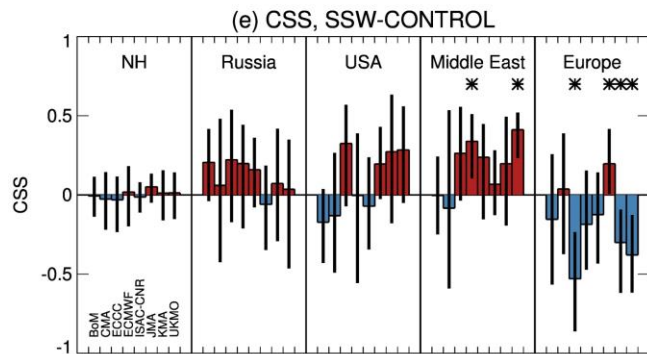 (e) CSS, SSW-CONTROL
1
0.5
0
-0.5
-1
CSS
NH
Russia
USA
Middle East
Europe
* * * * * *
BoM
CMA
ECCC
ECMWF
ISAC-CNR
JMA
KMA
UKMO